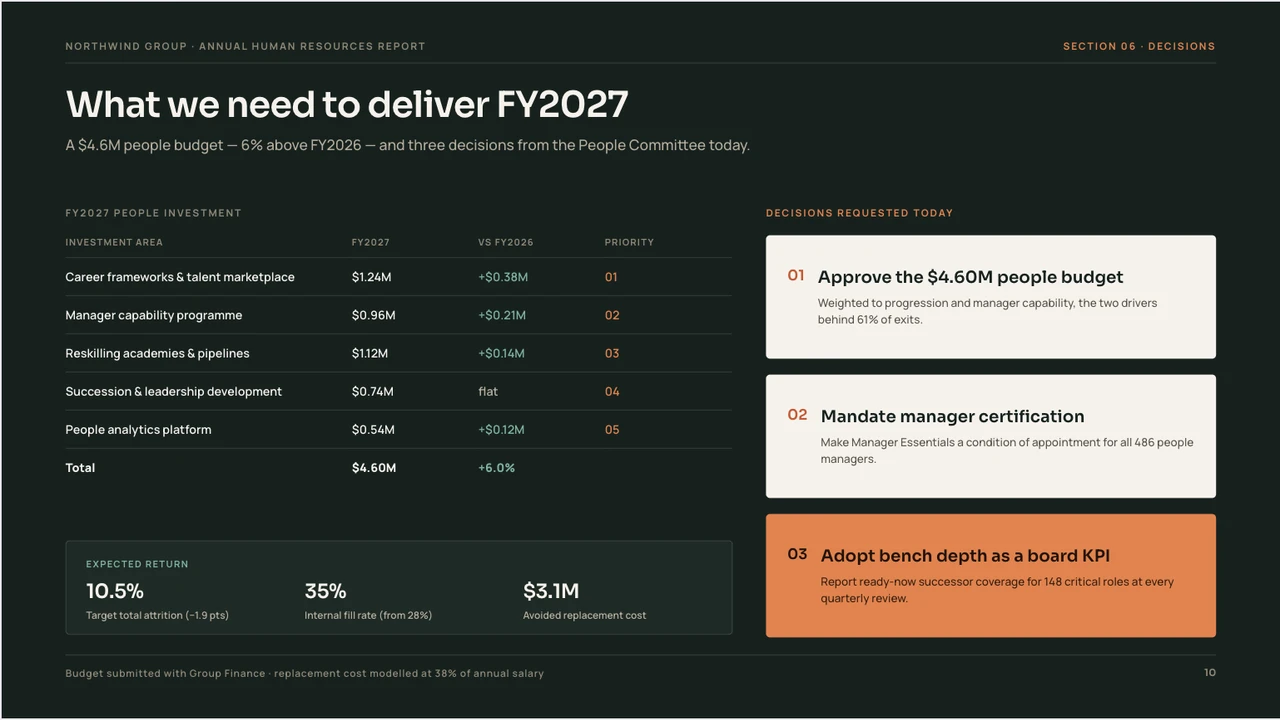 NORTHWIND GROUP · ANNUAL HUMAN RESOURCES REPORT
SECTION 06 · DECISIONS
What we need to deliver FY2027
A $4.6M people budget — 6% above FY2026 — and three decisions from the People Committee today.
FY2027 PEOPLE INVESTMENT
INVESTMENT AREA FY2027 VS FY2026 PRIORITY
Career frameworks & talent marketplace $1.24M +$0.38M 01
Manager capability programme $0.96M +$0.21M 02
Reskilling academies & pipelines $1.12M +$0.14M 03
Succession & leadership development $0.74M flat 04
People analytics platform $0.54M +$0.12M 05
Total $4.60M +6.0%
EXPECTED RETURN
10.5% 35% $3.1M
Target total attrition (−1.9 pts) Internal fill rate (from 28%) Avoided replacement cost
DECISIONS REQUESTED TODAY
01 Approve the $4.60M people budget
Weighted to progression and manager capability, the two drivers
behind 61% of exits.
02 Mandate manager certification
Make Manager Essentials a condition of appointment for all 486 people
managers.
03 Adopt bench depth as a board KPI
Report ready-now successor coverage for 148 critical roles at every
quarterly review.
Budget submitted with Group Finance · replacement cost modelled at 38% of annual salary
10